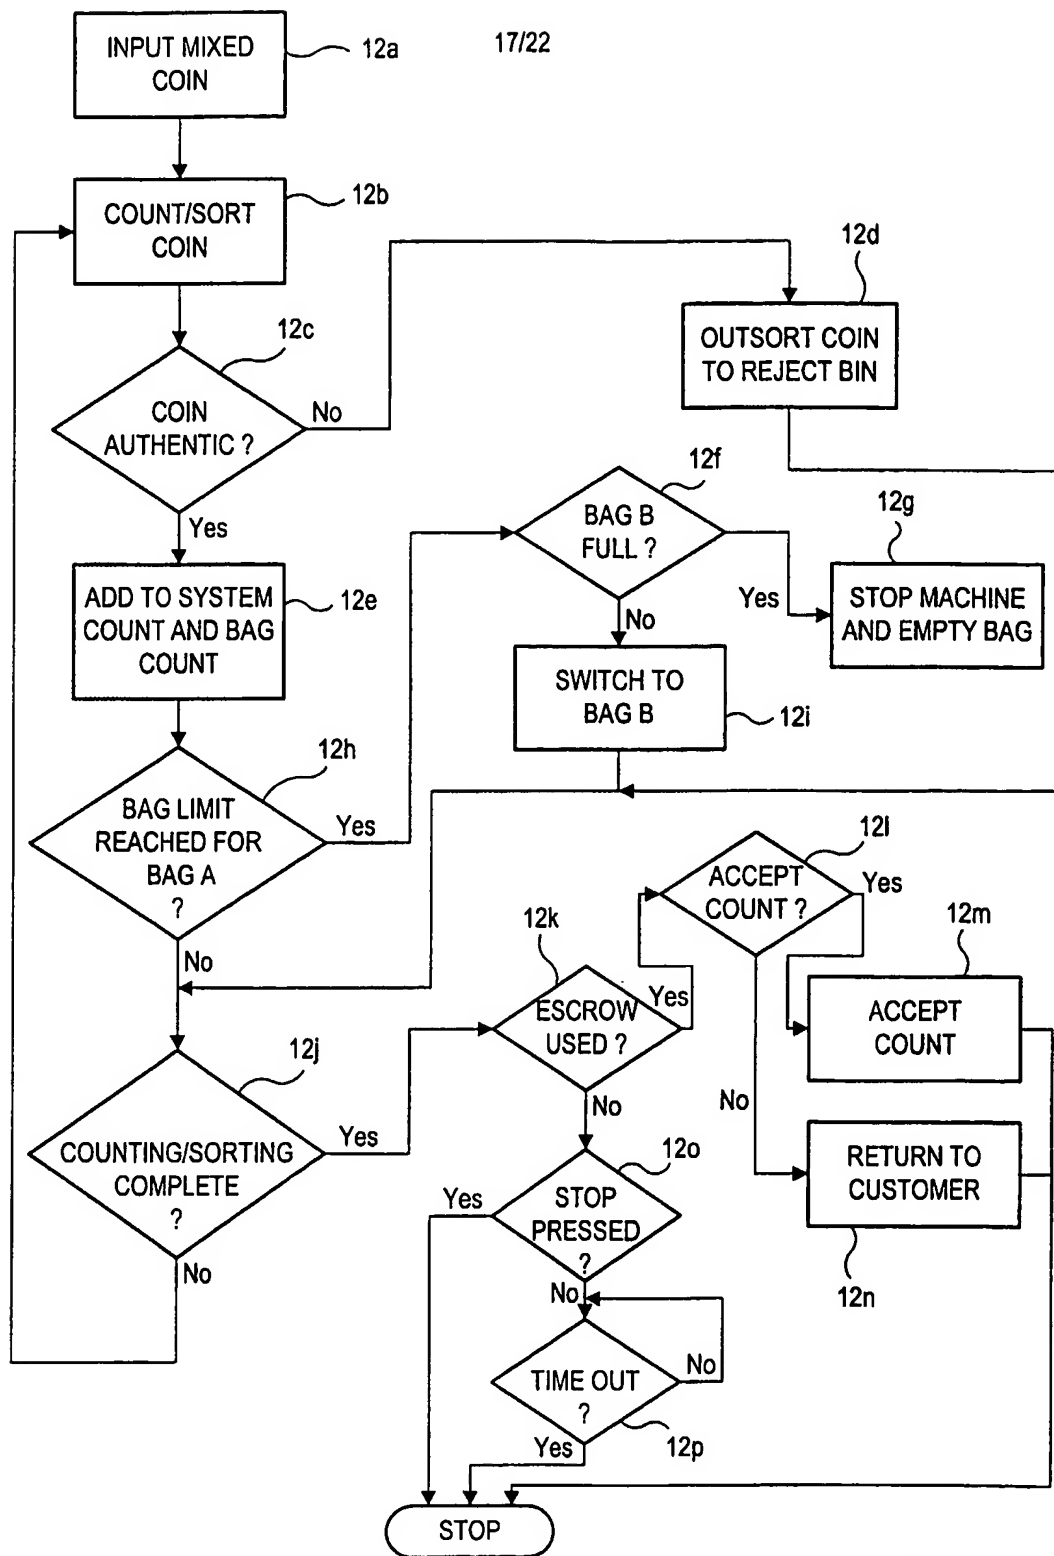 17/22
INPUT MIXED
COIN
12a
COUNT/SORT
COIN
12b
12c
COIN
AUTHENTIC ?
No
Yes
12d
OUTSORT COIN
TO REJECT BIN
ADD TO SYSTEM
COUNT AND BAG
COUNT
12e
12f
BAG B
FULL ?
Yes
No
12g
STOP MACHINE
AND EMPTY BAG
SWITCH TO
BAG B
12i
12h
BAG LIMIT
REACHED FOR
BAG A
?
Yes
No
12l
ACCEPT
COUNT ?
Yes
No
12k
ESCROW
USED ?
Yes
No
12m
ACCEPT
COUNT
12j
COUNTING/SORTING
COMPLETE
?
Yes
No
RETURN TO
CUSTOMER
12n
12o
STOP
PRESSED
?
Yes
No
TIME OUT
?
No
Yes
12p
STOP